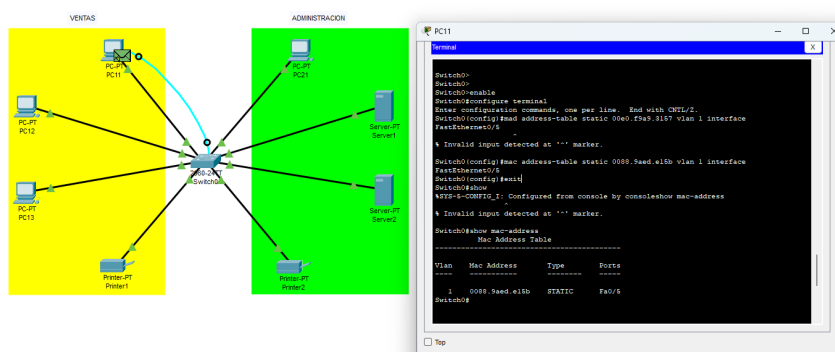 VENTAS
ADMINISTRACION
PC-PT
PC11
PC-PT
PC21
PC-PT
PC12
Server-PT
Server1
2960-24TT
Switch0
PC-PT
PC13
Server-PT
Server2
Printer-PT
Printer1
Printer-PT
Printer2
PC11
Terminal
X
Switch0>
Switch0>
Switch0>enable
Switch0#configure terminal
Enter configuration commands, one per line. End with CNTL/Z.
Switch0(config)#mad address-table static 00e0.f9a9.3157 vlan 1 interface
FastEthernet0/5
^
% Invalid input detected at '^' marker.
Switch0(config)#mac address-table static 0088.9aed.e15b vlan 1 interface
FastEthernet0/5
Switch0(config)#exit
Switch0#show
%SYS-5-CONFIG_I: Configured from console by consoleshow mac-address
^
% Invalid input detected at '^' marker.
Switch0#show mac-address
Mac Address Table
-------------------------------------------
Vlan Mac Address Type Ports
---- ----------- -------- -----
1 0088.9aed.e15b STATIC Fa0/5
Switch0#
Top